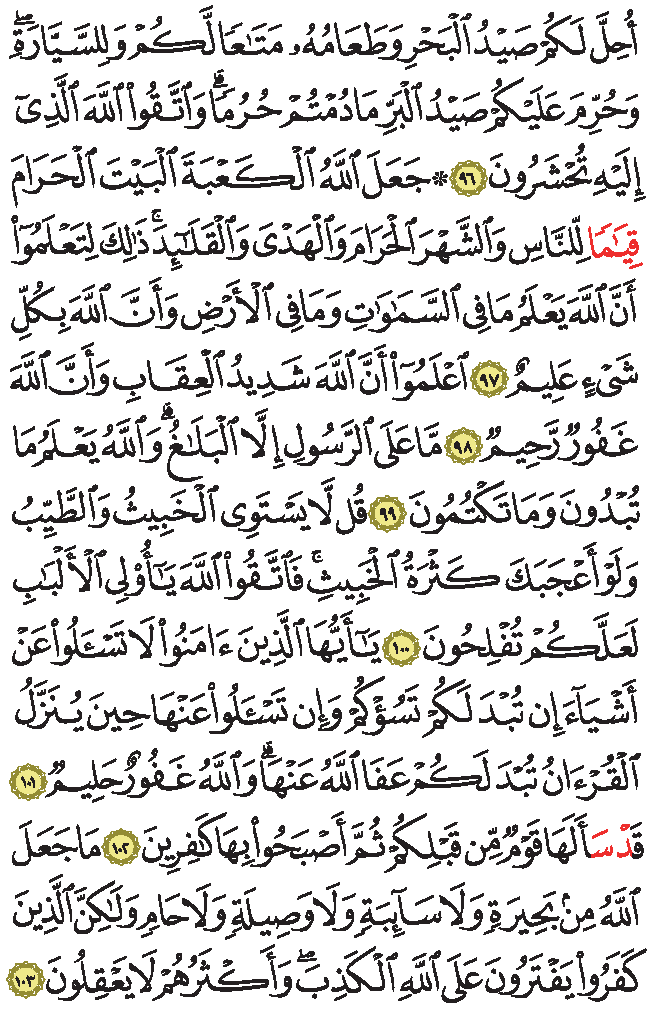 أُحِلَّ لَكُمْ صَيْدُ ٱلْبَحْرِ وَطَعَامُهُۥ مَتَٰعًا لَّكُمْ وَلِلسَّيَّارَةِۖ
وَحُرِّمَ عَلَيْكُمْ صَيْدُ ٱلْبَرِّ مَا دُمْتُمْ حُرُمًاۗ وَٱتَّقُوا۟ ٱللَّهَ ٱلَّذِىٓ
إِلَيْهِ تُحْشَرُونَ ٩٦ *جَعَلَ ٱللَّهُ ٱلْكَعْبَةَ ٱلْبَيْتَ ٱلْحَرَامَ
قِيَٰمًا لِّلنَّاسِ وَٱلشَّهْرَ ٱلْحَرَامَ وَٱلْهَدْىَ وَٱلْقَلَٰٓئِدَۚ ذَٰلِكَ لِتَعْلَمُوٓا۟
أَنَّ ٱللَّهَ يَعْلَمُ مَا فِى ٱلسَّمَٰوَٰتِ وَمَا فِى ٱلْأَرْضِ وَأَنَّ ٱللَّهَ بِكُلِّ
شَىْءٍ عَلِيمٌ ٩٧ ٱعْلَمُوٓا۟ أَنَّ ٱللَّهَ شَدِيدُ ٱلْعِقَابِ وَأَنَّ ٱللَّهَ
غَفُورٌ رَّحِيمٌ ٩٨ مَّا عَلَى ٱلرَّسُولِ إِلَّا ٱلْبَلَٰغُۗ وَٱللَّهُ يَعْلَمُ مَا
تُبْدُونَ وَمَا تَكْتُمُونَ ٩٩ قُل لَّا يَسْتَوِى ٱلْخَبِيثُ وَٱلطَّيِّبُ
وَلَوْ أَعْجَبَكَ كَثْرَةُ ٱلْخَبِيثِۚ فَٱتَّقُوا۟ ٱللَّهَ يَٰٓأُو۟لِى ٱلْأَلْبَٰبِ
لَعَلَّكُمْ تُفْلِحُونَ ١٠٠ يَٰٓأَيُّهَا ٱلَّذِينَ ءَامَنُوا۟ لَا تَسْـَٔلُوا۟ عَنْ
أَشْيَآءَ إِن تُبْدَ لَكُمْ تَسُؤْكُمْ وَإِن تَسْـَٔلُوا۟ عَنْهَا حِينَ يُنَزَّلُ
ٱلْقُرْءَانُ تُبْدَ لَكُمْ عَفَا ٱللَّهُ عَنْهَاۗ وَٱللَّهُ غَفُورٌ حَلِيمٌ ١٠١
قَدْ سَأَلَهَا قَوْمٌ مِّن قَبْلِكُمْ ثُمَّ أَصْبَحُوا۟ بِهَا كَٰفِرِينَ ١٠٢ مَا جَعَلَ
ٱللَّهُ مِنۢ بَحِيرَةٍ وَلَا سَآئِبَةٍ وَلَا وَصِيلَةٍ وَلَا حَامٍ وَلَٰكِنَّ ٱلَّذِينَ
كَفَرُوا۟ يَفْتَرُونَ عَلَى ٱللَّهِ ٱلْكَذِبَۖ وَأَكْثَرُهُمْ لَا يَعْقِلُونَ ١٠٣